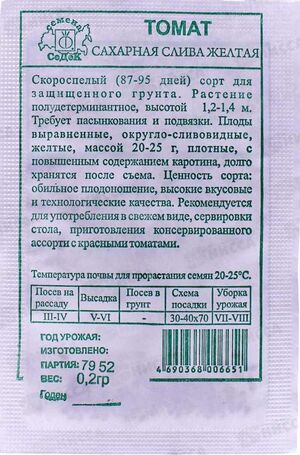 семена
СеДеК
ТОМАТ
САХАРНАЯ СЛИВА ЖЕЛТАЯ
Скороспелый (87-95 дней) сорт для
защищенного грунта. Растение
полудетерминантное, высотой 1,2-1,4 м.
Требует пасынкования и подвязки. Плоды
выравненные, округло-сливовидные,
желтые, массой 20-25 г, плотные, с
повышенным содержанием каротина, долго
хранятся после съема. Ценность сорта:
обильное плодоношение, высокие вкусовые
и технологические качества. Рекомендуется
для употребления в свежем виде, сервировки
стола, приготовления консервированного
ассорти с красными томатами.
Температура почвы для прорастания семян 20-25°С.
Посев на рассаду Высадка Посев в грунт Схема посадки Уборка урожая
III-IV V-VI - 30-40x70 VII-VIII
ГОД УРОЖАЯ:
ИЗГОТОВЛЕНО:
ПАРТИЯ: 79 52
ВЕС: 0,2гр
Годен
4 690368 006651